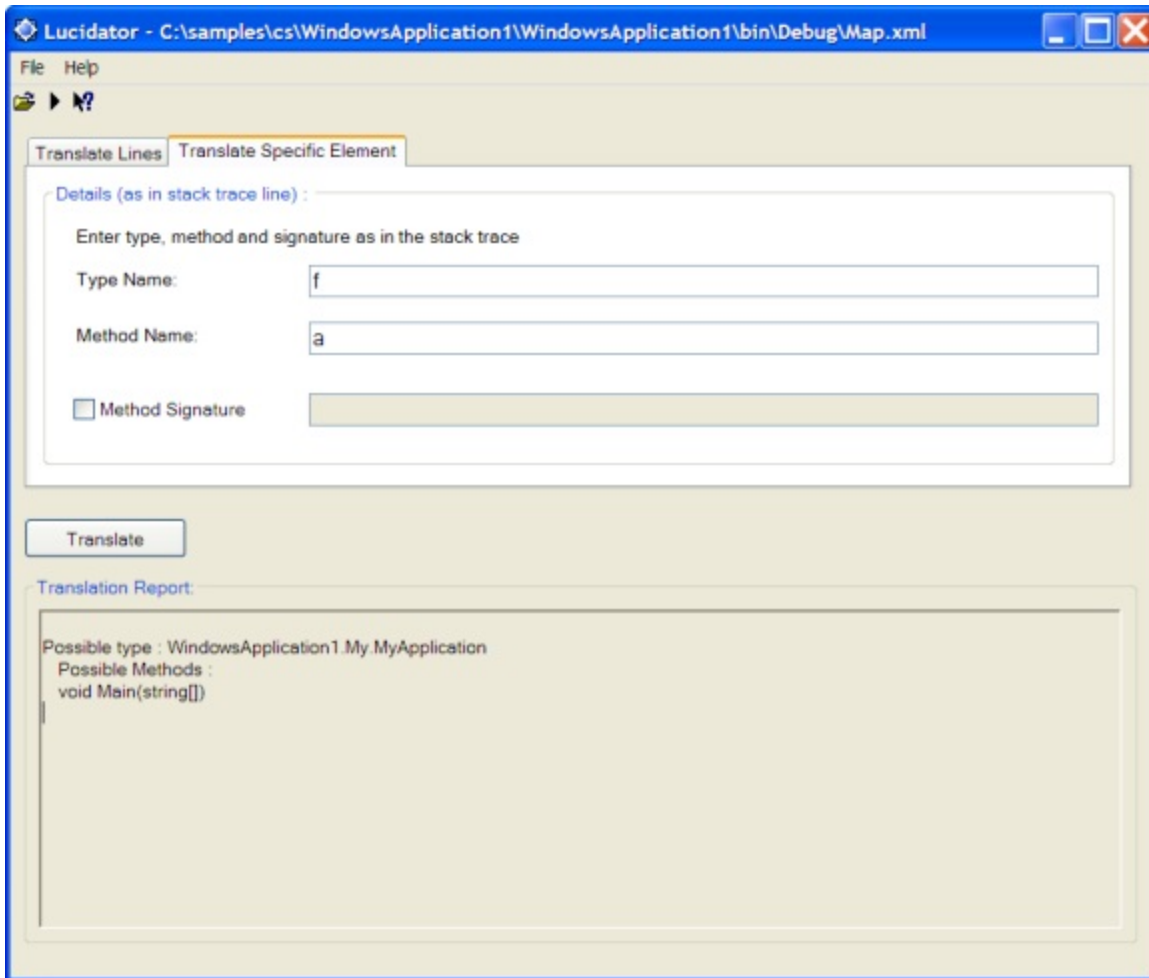 Lucidator - C:\samples\cs\WindowsApplication1\WindowsApplication1\bin\Debug\Map.xml
File Help
Translate Lines Translate Specific Element
Details (as in stack trace line) :
Enter type, method and signature as in the stack trace
Type Name: f
Method Name: a
Method Signature
Translate
Translation Report:
Possible type : WindowsApplication1.My.MyApplication
Possible Methods :
void Main(string[])